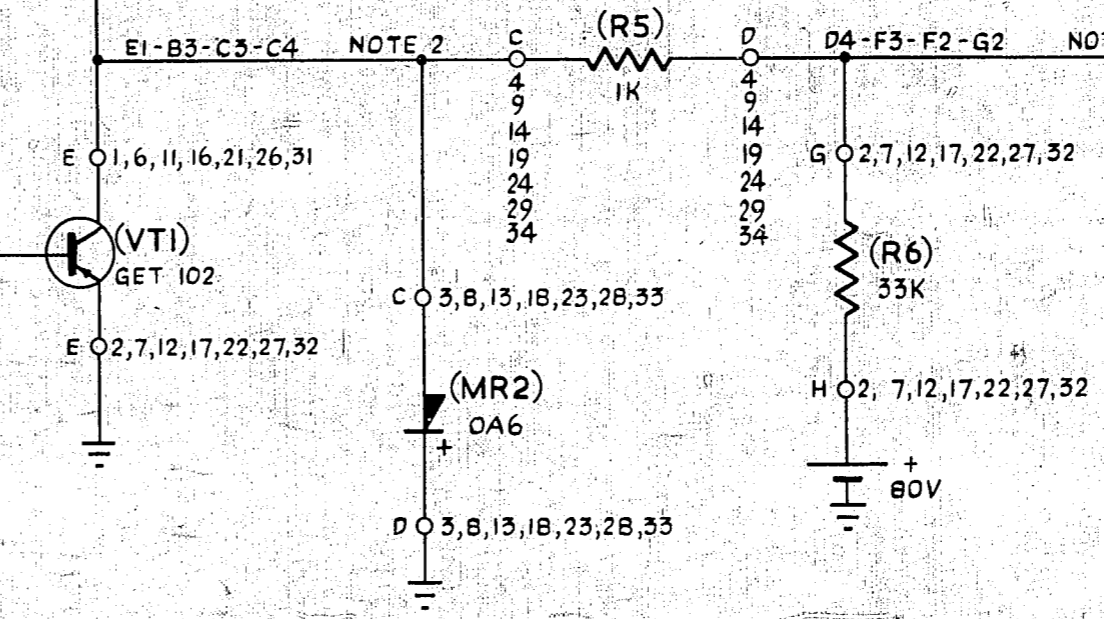 (R5)
E1-B3-C3-C4 NOTE 2 C D D4-F3-F2-G2 NO
1K
4
9
14
19
24
29
34
4
9
14
19
24
29
34
E 1,6,11,16,21,26,31
G 2,7,12,17,22,27,32
(VT1)
GET 102
(R6)
33K
C 3,8,13,18,23,28,33
E 2,7,12,17,22,27,32
(MR2)
OA6
+
H 2, 7,12,17,22,27,32
+
80V
D 3,8,13,18,23,28,33